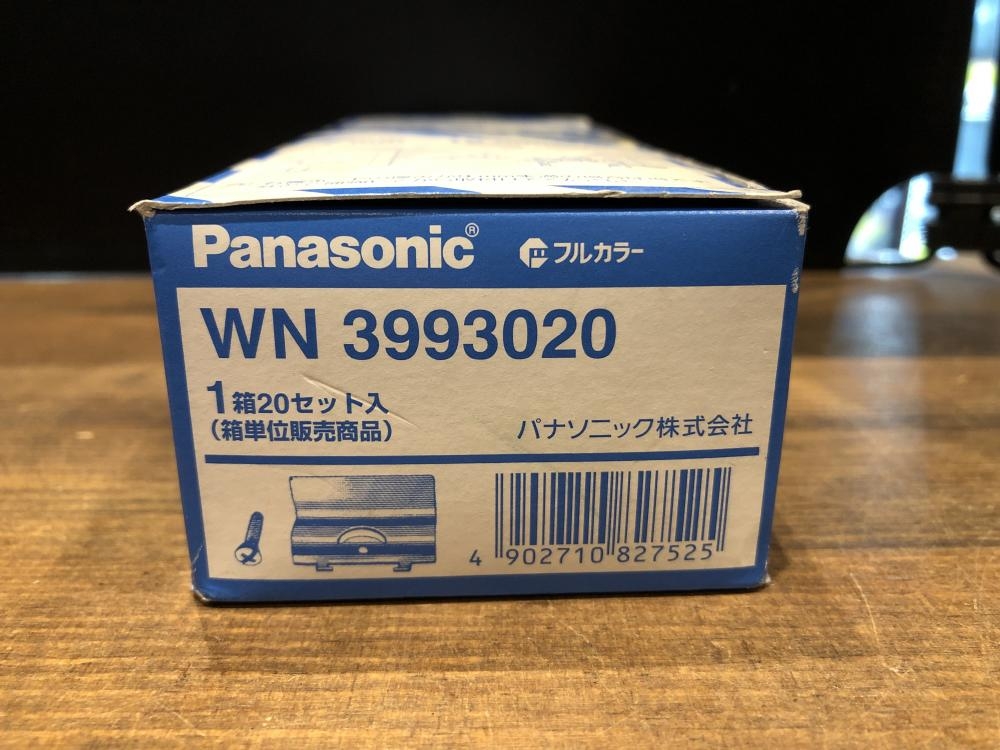 Panasonic® フルカラー
WN 3993020
1箱20セット入
(箱単位販売商品)
パナソニック株式会社
4 902710 827525